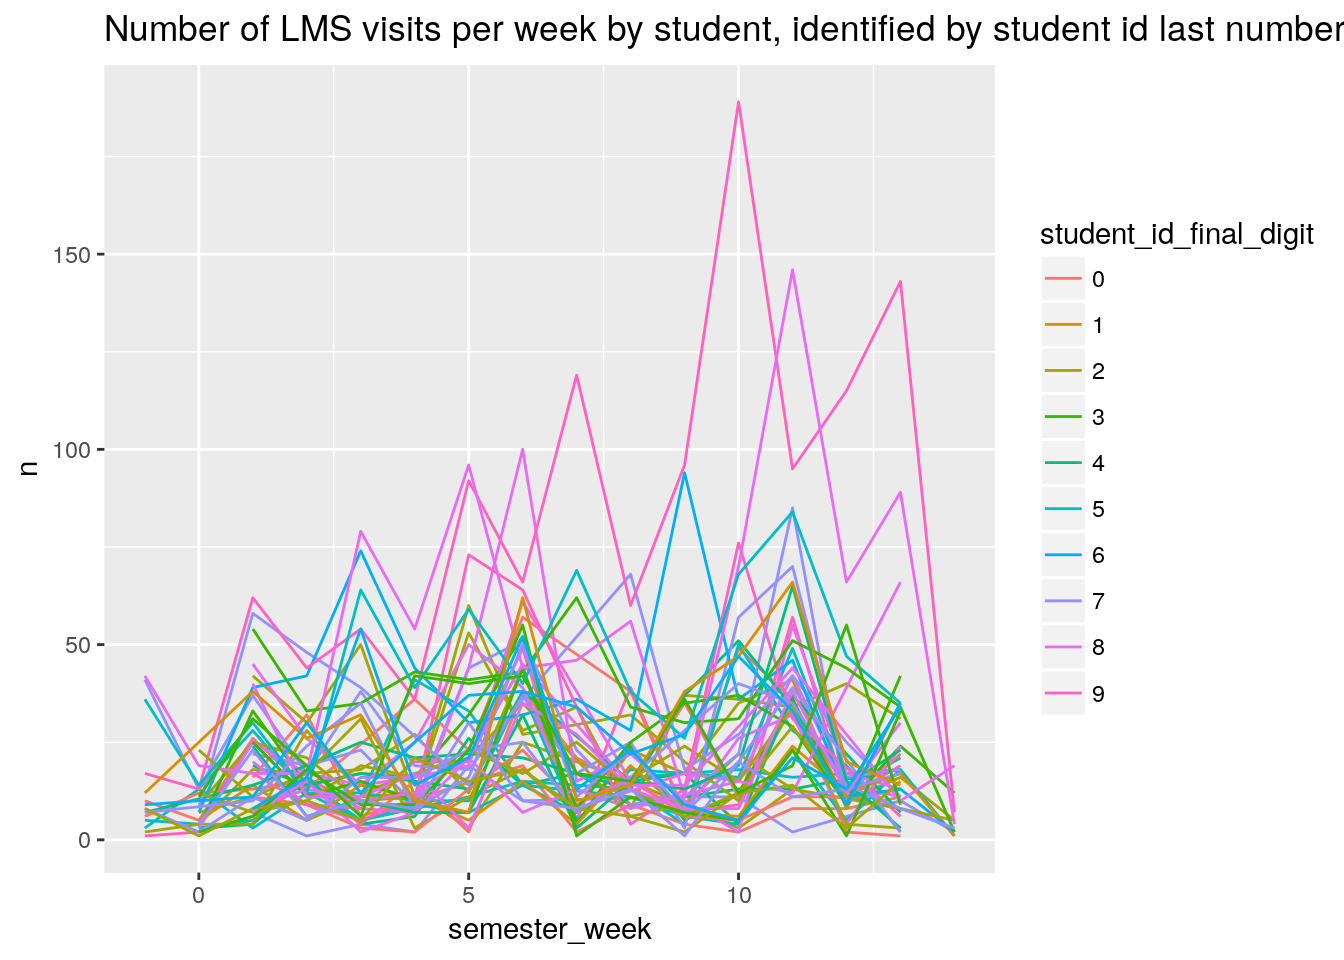 Number of LMS visits per week by student, identified by student id last number
150
100
50
0
n
0 5 10
semester_week
student_id_final_digit
0
1
2
3
4
5
6
7
8
9